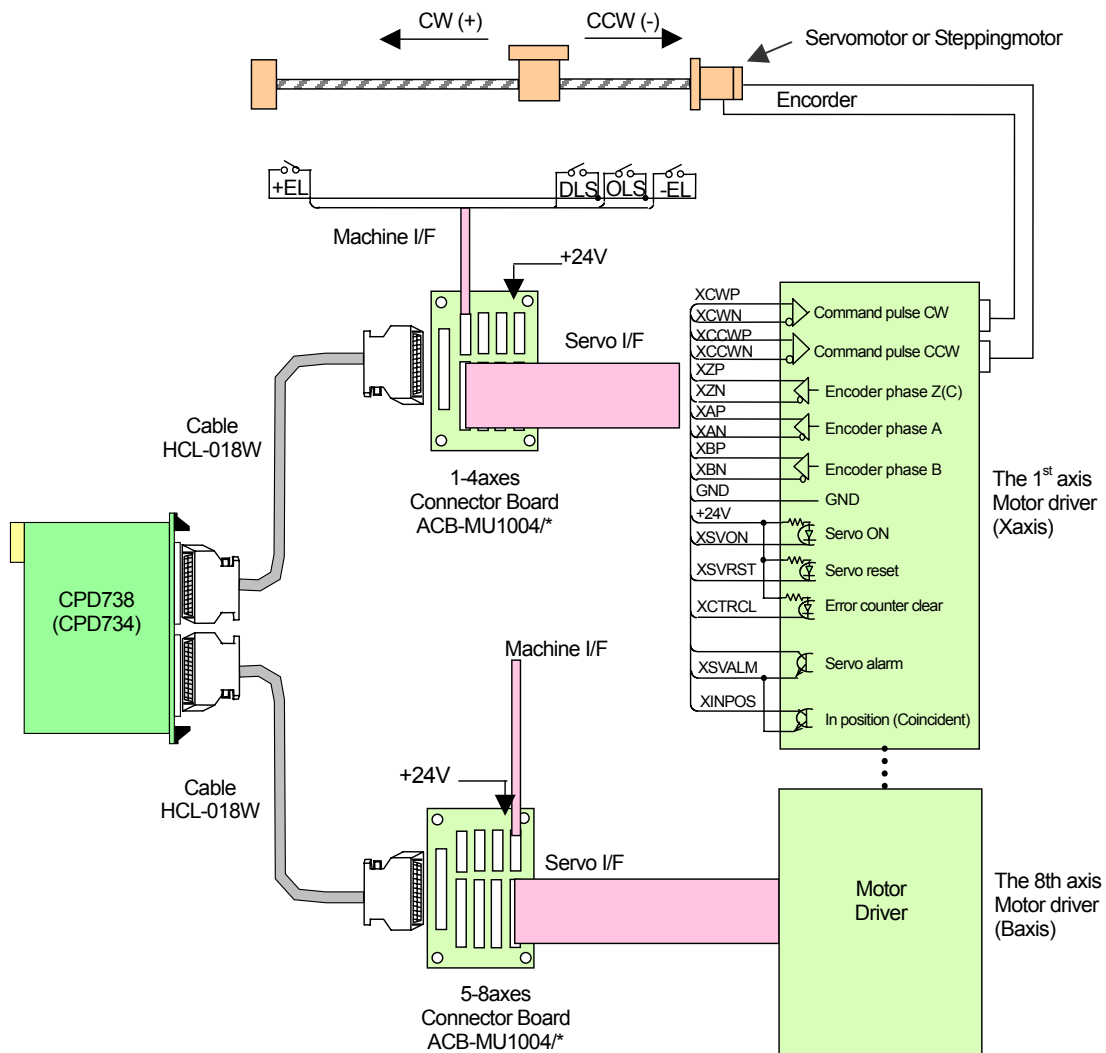 CW (+)
CCW (-)
Servomotor or Steppingmotor
Encorder
+EL
DLS
OLS
-EL
Machine I/F
+24V
Servo I/F
Cable
HCL-018W
1-4axes
Connector Board
ACB-MU1004/*
XCWP
XCWN
XCCWP
XCCWN
XZP
XZN
XAP
XAN
XBP
XBN
GND
+24V
XSVON
XSVRST
XCTRCL
XSVALM
XINPOS
Command pulse CW
Command pulse CCW
Encoder phase Z(C)
Encoder phase A
Encoder phase B
GND
Servo ON
Servo reset
Error counter clear
Servo alarm
In position (Coincident)
The 1st axis
Motor driver
(Xaxis)
CPD738
(CPD734)
Machine I/F
Cable
HCL-018W
+24V
Servo I/F
5-8axes
Connector Board
ACB-MU1004/*
Motor
Driver
The 8th axis
Motor driver
(Baxis)